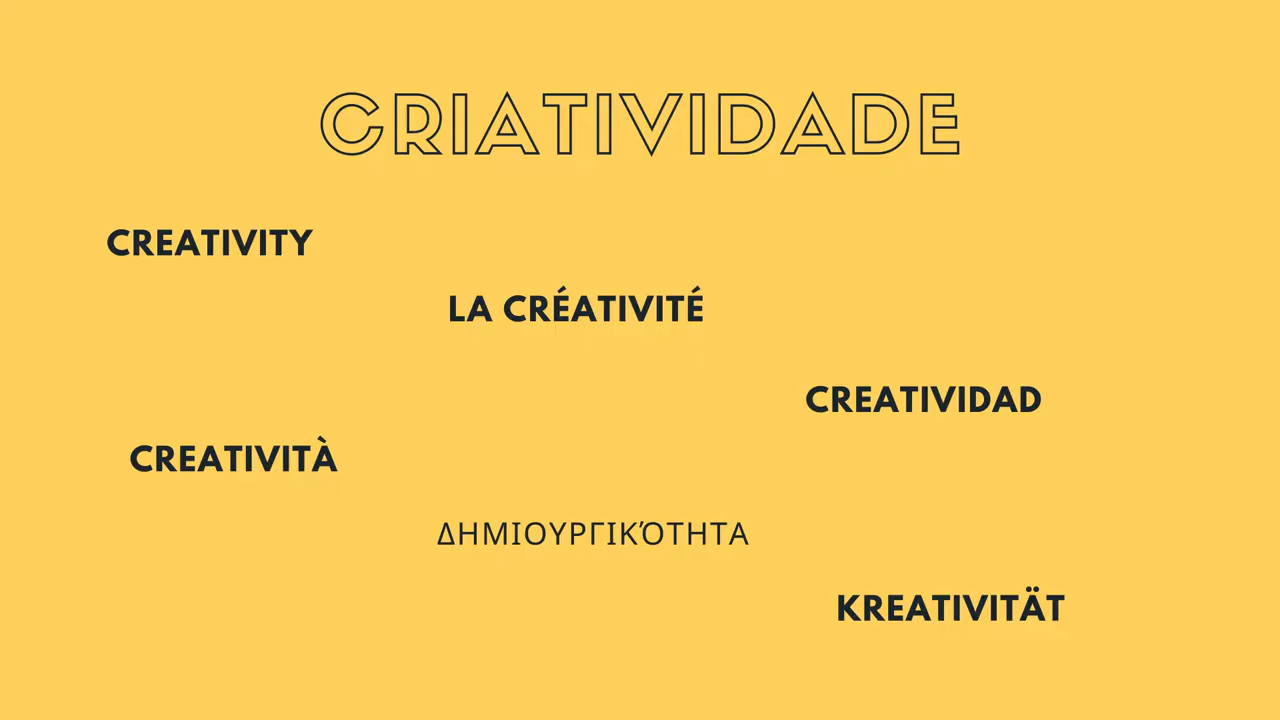 CRIATIVIDADE
CREATIVITY
LA CRÉATIVITÉ
CREATIVIDAD
CREATIVITÀ
ΔΗΜΙΟΥΡΓΙΚΌΤΗΤΑ
KREATIVITÄT